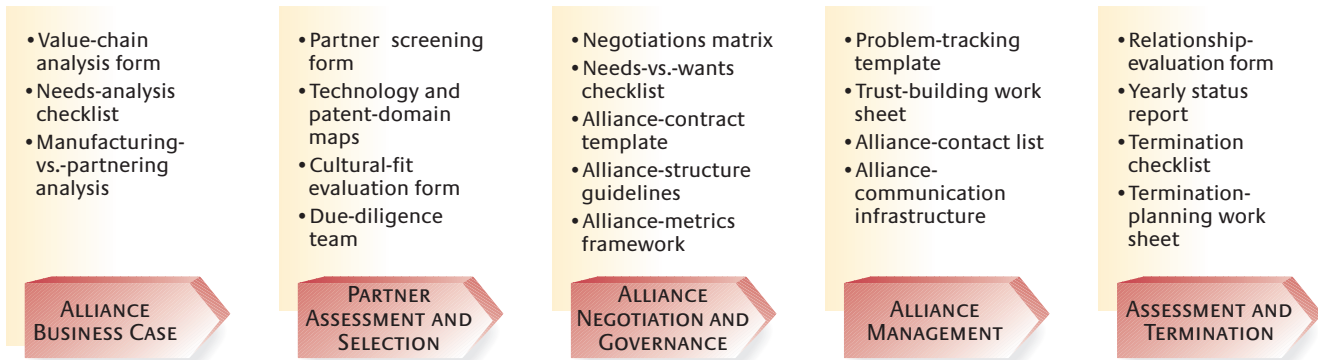 • Value-chain
analysis form
• Needs-analysis
checklist
• Manufacturing-
vs.-partnering
analysis
ALLIANCE
BUSINESS CASE
• Partner screening
form
• Technology and
patent-domain
maps
• Cultural-fit
evaluation form
• Due-diligence
team
PARTNER
ASSESSMENT AND
SELECTION
• Negotiations matrix
• Needs-vs.-wants
checklist
• Alliance-contract
template
• Alliance-structure
guidelines
• Alliance-metrics
framework
ALLIANCE
NEGOTIATION AND
GOVERNANCE
• Problem-tracking
template
• Trust-building work
sheet
• Alliance-contact list
• Alliance-
communication
infrastructure
ALLIANCE
MANAGEMENT
• Relationship-
evaluation form
• Yearly status
report
• Termination
checklist
• Termination-
planning work
sheet
ASSESSMENT AND
TERMINATION